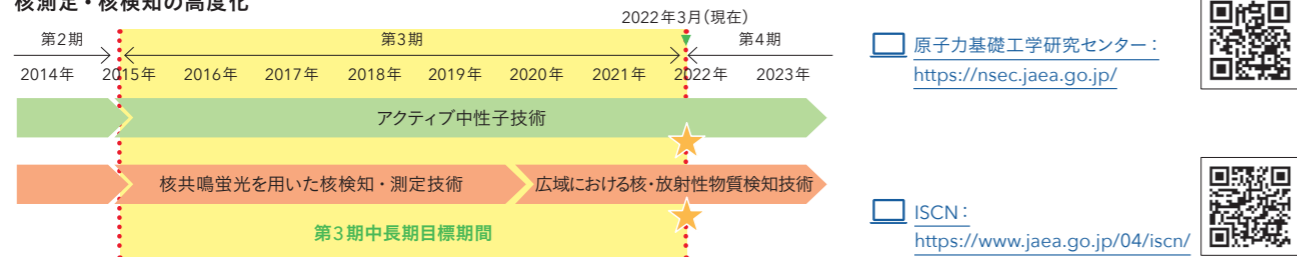 核測定・核検知の高度化
2022年3月(現在)
第2期 第3期 第4期
2014年 2015年 2016年 2017年 2018年 2019年 2020年 2021年 2022年 2023年
アクティブ中性子技術
核共鳴蛍光を用いた核検知・測定技術 広域における核・放射性物質検知技術
第3期中長期目標期間
原子力基礎工学研究センター：
https://nsec.jaea.go.jp/
ISCN：
https://www.jaea.go.jp/04/iscn/